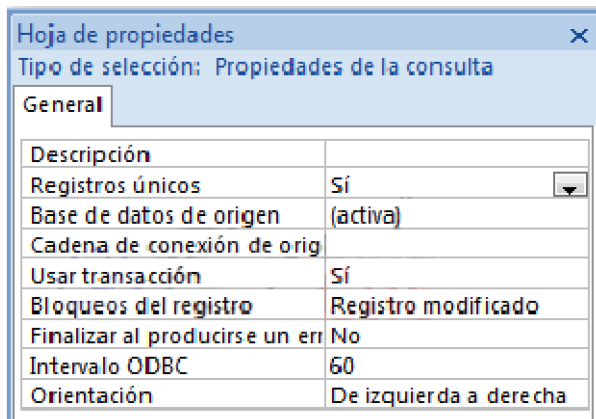 Hoja de propiedades
Tipo de selección: Propiedades de la consulta
General
Descripción
Registros únicos Sí
Base de datos de origen (activa)
Cadena de conexión de orig
Usar transacción Sí
Bloqueos del registro Registro modificado
Finalizar al producirse un err No
Intervalo ODBC 60
Orientación De izquierda a derecha